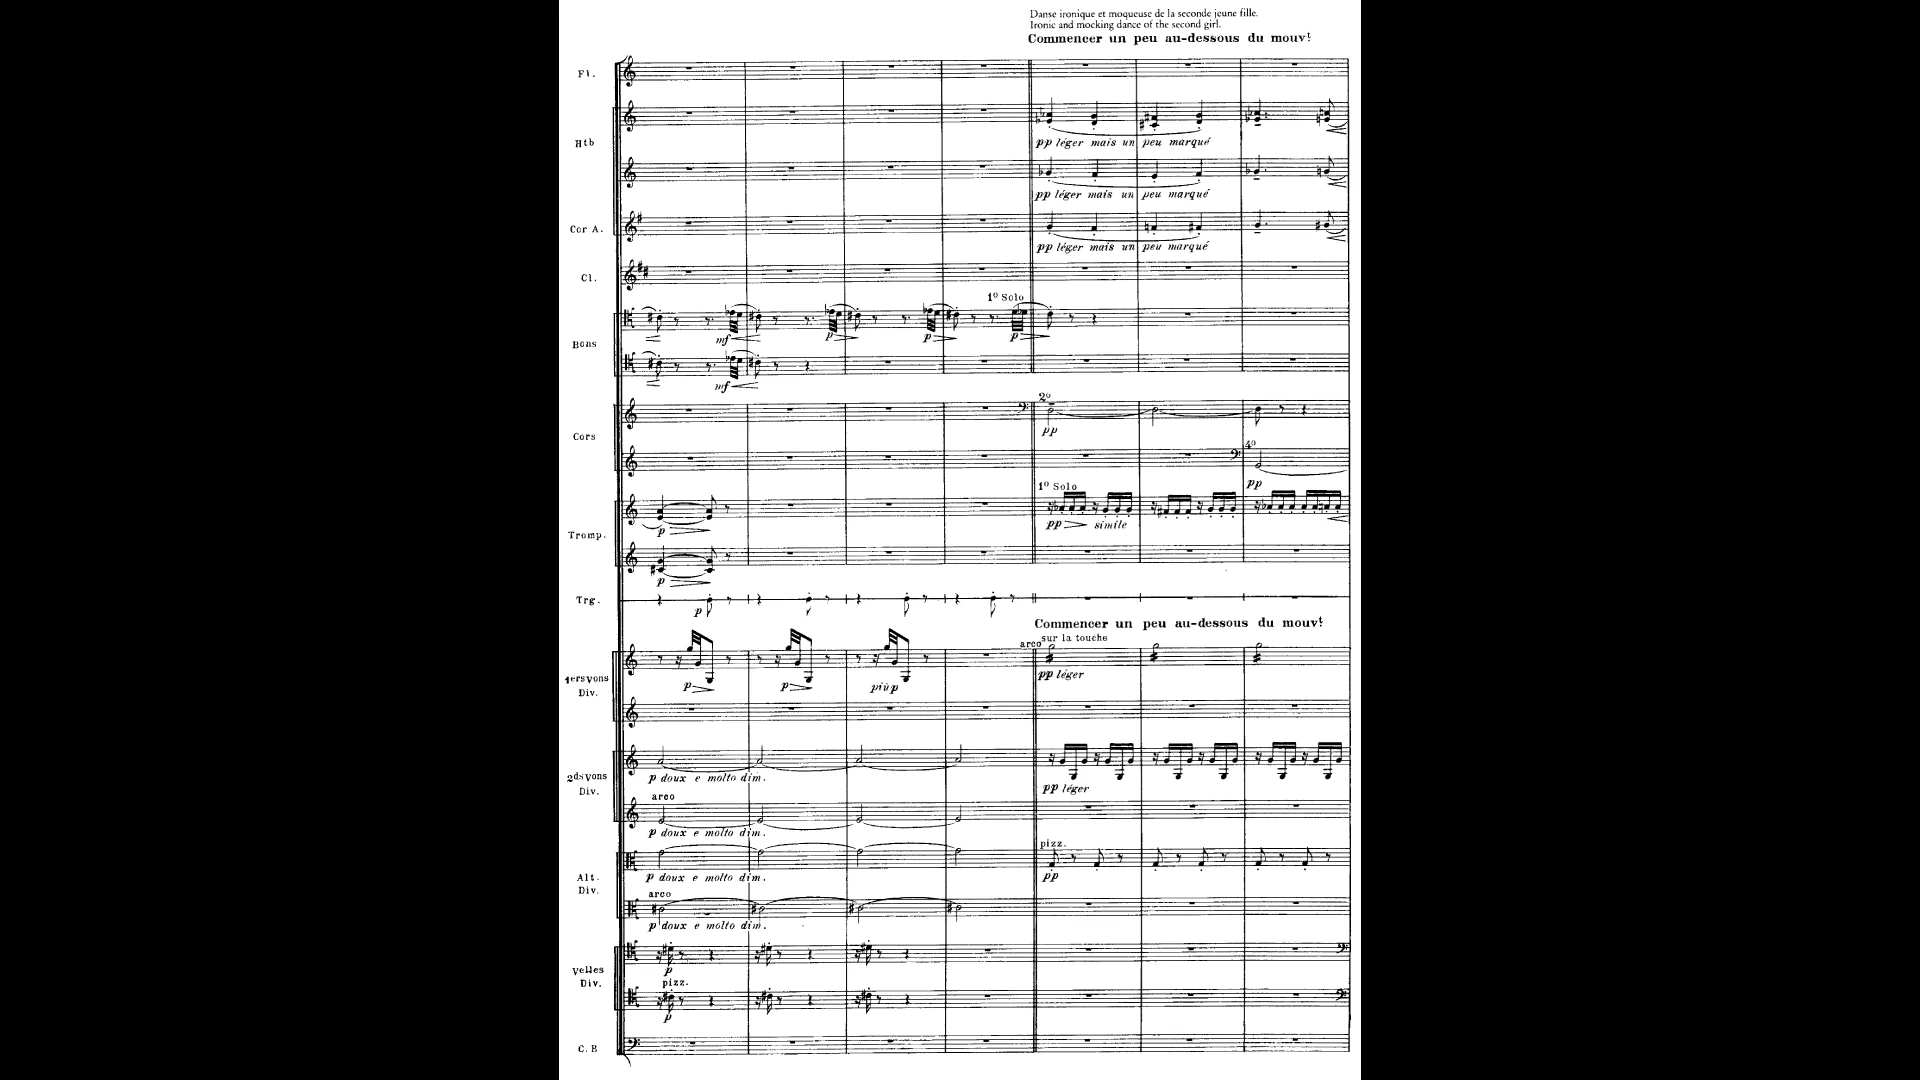 Danse ironique et moqueuse de la seconde jeune fille.
Ironic and mocking dance of the second girl.
Commencer un peu au-dessous du mouvt
Fl.
Htb
pp léger mais un peu marqué
pp léger mais un peu marqué
Cor A.
pp léger mais un peu marqué
Cl.
1º Solo
mf p p p
Bons
mf
2º
pp
Cors
4º
pp
1º Solo
p pp simile
Tromp.
p
Trg.
p
Commencer un peu au-dessous du mouvt
arco sur la touche
1ers Vons
Div.
p p più p pp léger
2ds Vons
Div.
p doux e molto dim. pp léger
arco
p doux e molto dim.
pizz.
Alt.
Div.
p doux e molto dim. pp
arco
p doux e molto dim.
Velles
Div.
p
pizz.
p
C. B